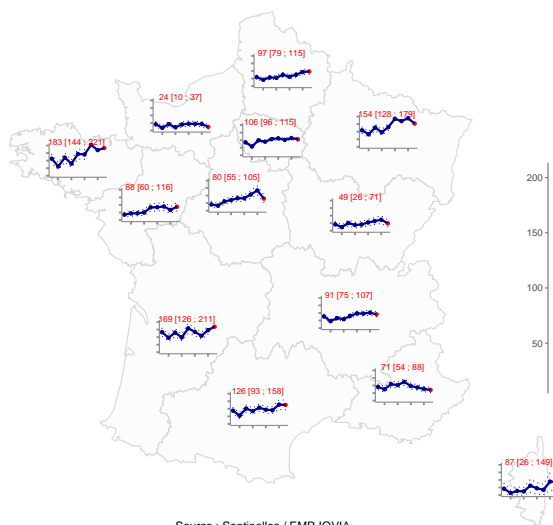 97 [79 ; 115]
24 [10 ; 37]
106 [96 ; 115]
154 [128 ; 179]
183 [144 ; 221]
80 [55 ; 105]
88 [60 ; 116]
49 [26 ; 71]
200
150
100
50
91 [75 ; 107]
169 [126 ; 211]
71 [54 ; 88]
126 [93 ; 158]
87 [26 ; 149]